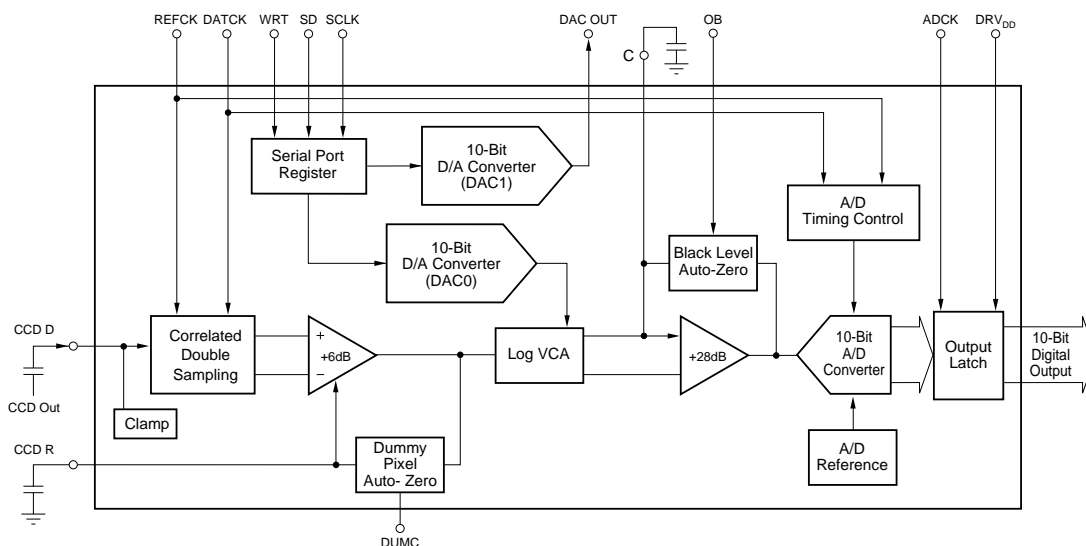 REFCK DATCK WRT SD SCLK DAC OUT OB ADCK DRVDD
C
Serial Port
Register
10-Bit
D/A Converter
(DAC1)
A/D
Timing Control
10-Bit
D/A Converter
(DAC0)
Black Level
Auto-Zero
CCD D
Correlated
Double
Sampling
+
+6dB
–
Log VCA
+28dB
10-Bit
A/D
Converter
Output
Latch
10-Bit
Digital
Output
CCD Out
Clamp
CCD R
Dummy
Pixel
Auto- Zero
A/D
Reference
DUMC